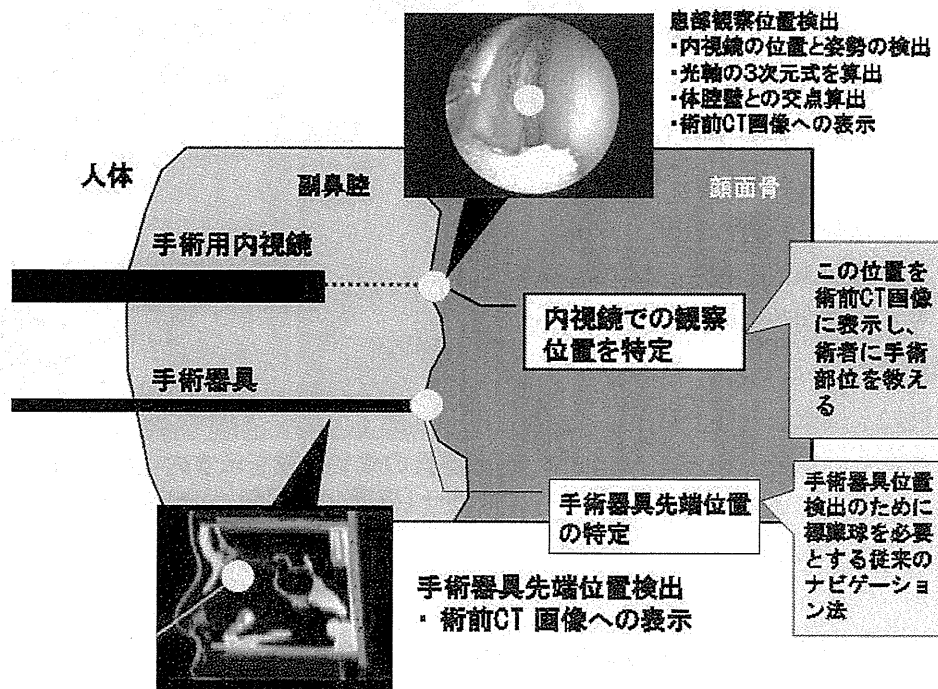 患部観察位置検出
・内視鏡の位置と姿勢の検出
・光軸の3次元式を算出
・体腔壁との交点算出
・術前CT画像への表示
人体
副鼻腔
顔面骨
手術用内視鏡
この位置を
術前CT画像
に表示し、
術者に手術
部位を教え
る
内視鏡での観察
位置を特定
手術器具
手術器具先端位置
の特定
手術器具位置
検出のために
標識球を必要
とする従来の
ナビゲーショ
ン法
手術器具先端位置検出
・ 術前CT 画像への表示